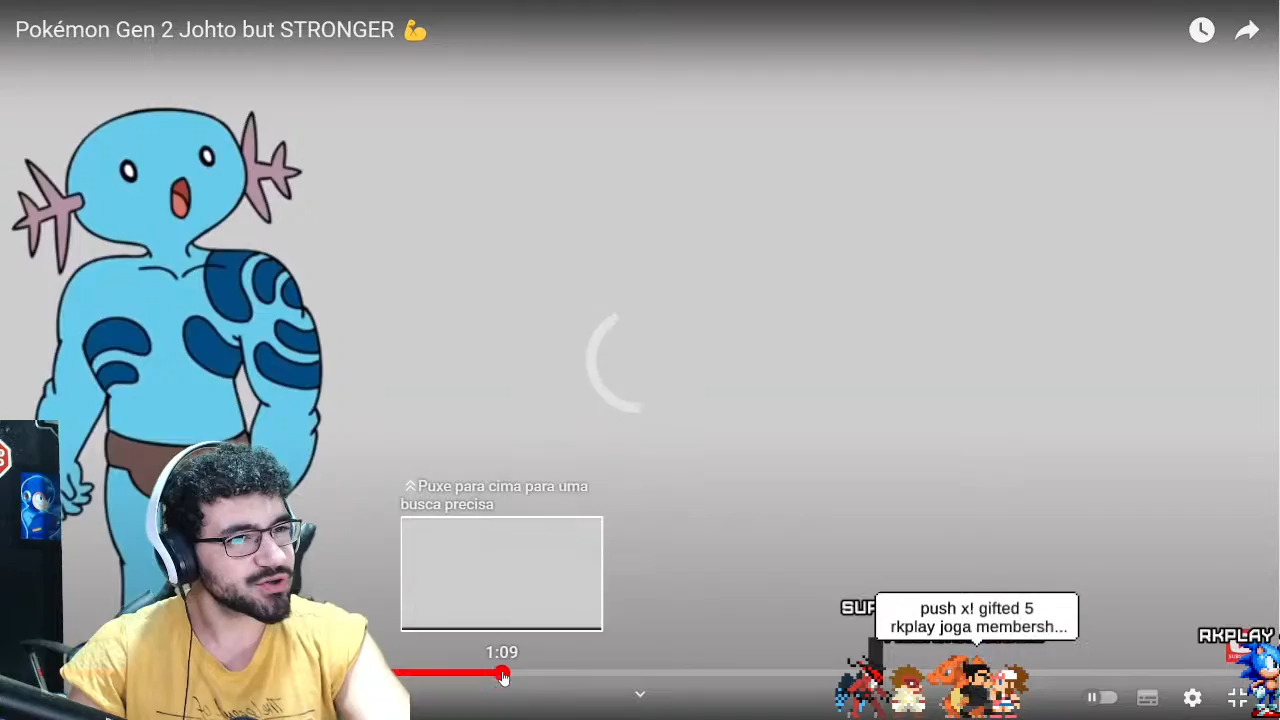 Pokémon Gen 2 Johto but STRONGER 💪
Puxe para cima para uma
busca precisa
push x! gifted 5
rkplay joga membersh...
SUP
RKPLAY
1:09